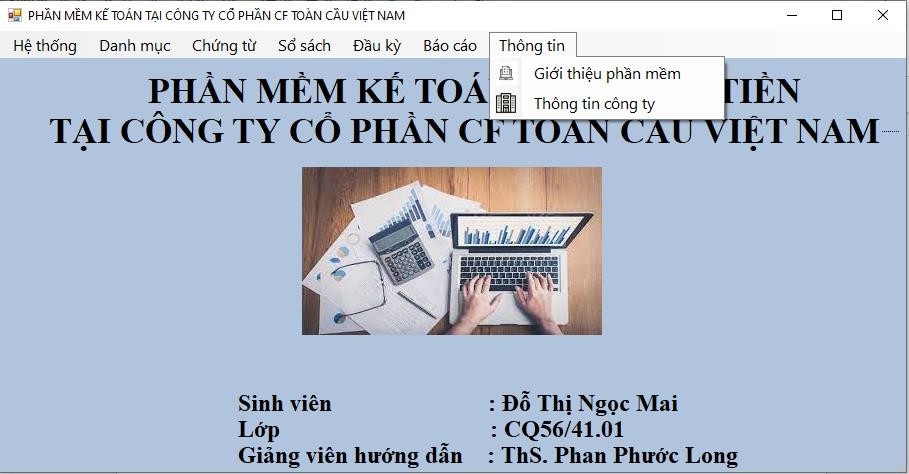 PHẦN MỀM KẾ TOÁN TẠI CÔNG TY CỔ PHẦN CF TOÀN CẦU VIỆT NAM
Hệ thống Danh mục Chứng từ Sổ sách Đầu kỳ Báo cáo Thông tin
Giới thiệu phần mềm
Thông tin công ty
PHẦN MỀM KẾ TIỀN
TẠI CÔNG TY CỔ PHẦN CF TOÀN CẦU VIỆT NAM
Sinh viên : Đỗ Thị Ngọc Mai
Lớp : CQ56/41.01
Giảng viên hướng dẫn : ThS. Phan Phước Long